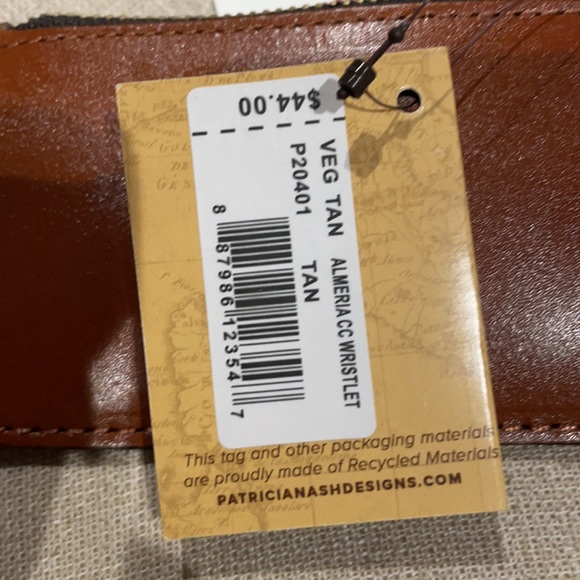 $44.00
VEG TAN ALMERIA CC WRISTLET
P20401 TAN
8 87986 12354 7
This tag and other packaging materials
are proudly made of Recycled Materials
PATRICIANASHDESIGNS.COM